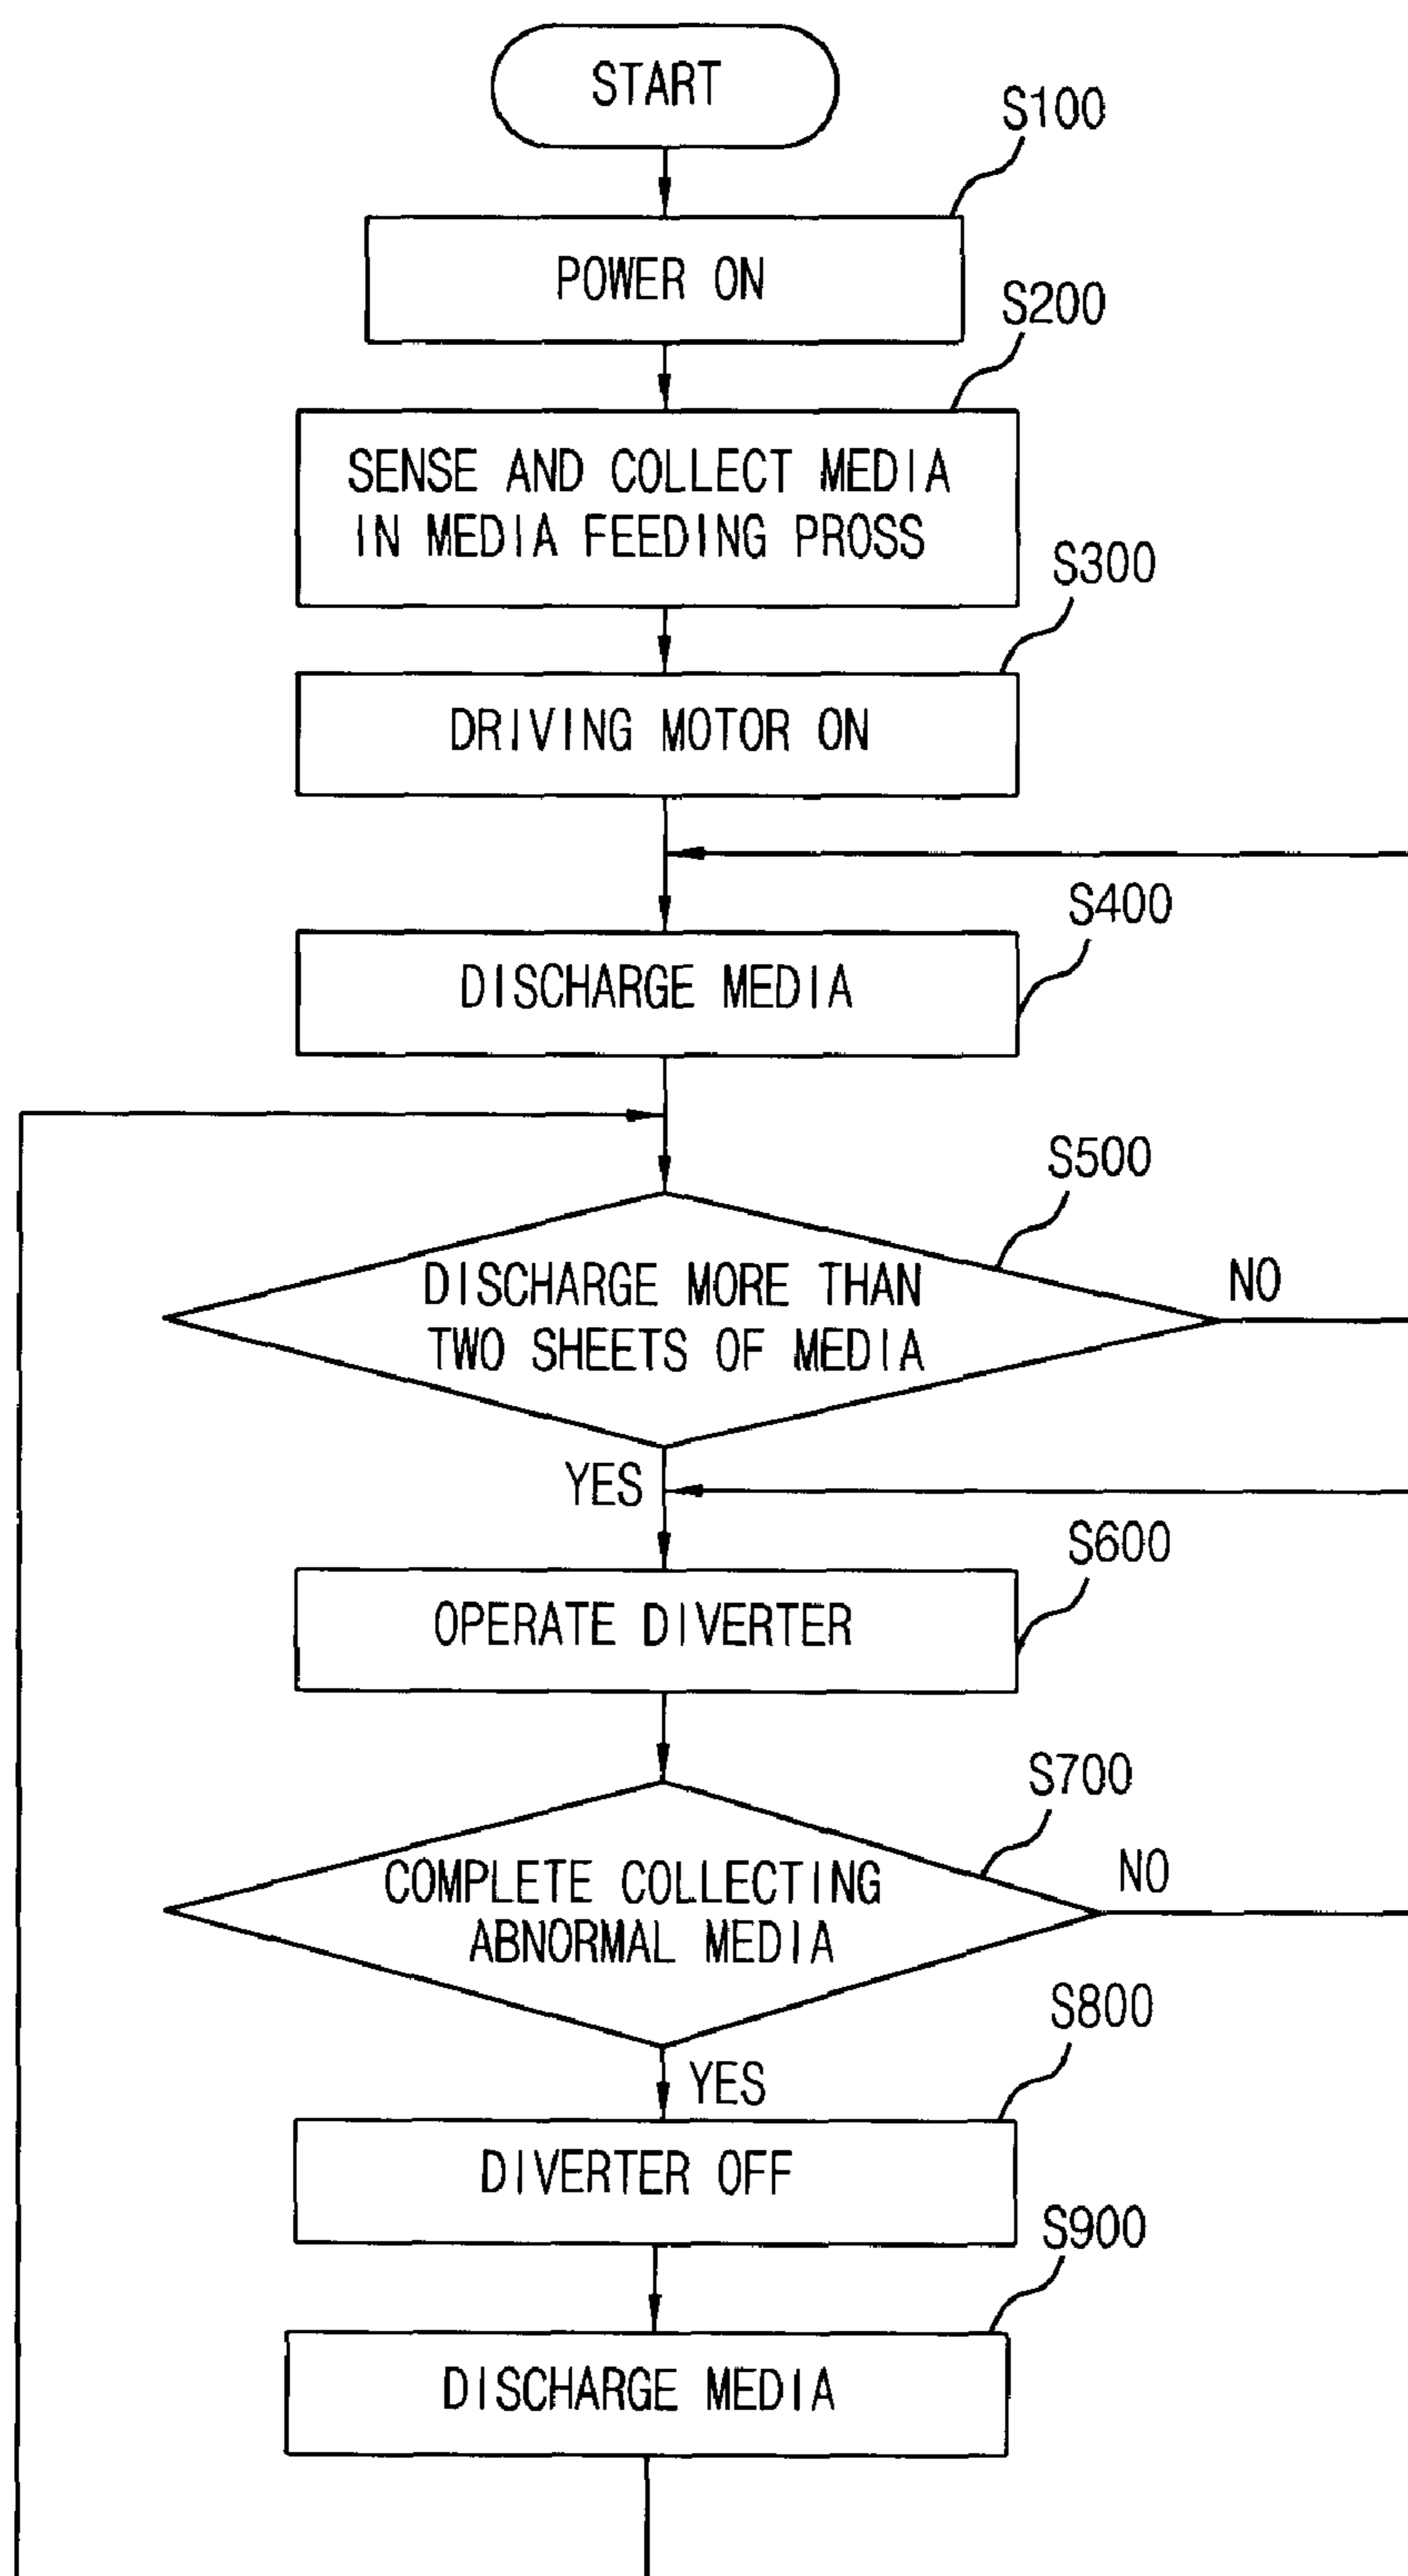 START
S100
POWER ON
S200
SENSE AND COLLECT MEDIA
IN MEDIA FEEDING PROSS
S300
DRIVING MOTOR ON
S400
DISCHARGE MEDIA
S500
DISCHARGE MORE THAN
TWO SHEETS OF MEDIA
NO
YES
S600
OPERATE DIVERTER
S700
COMPLETE COLLECTING
ABNORMAL MEDIA
NO
S800
YES
DIVERTER OFF
S900
DISCHARGE MEDIA